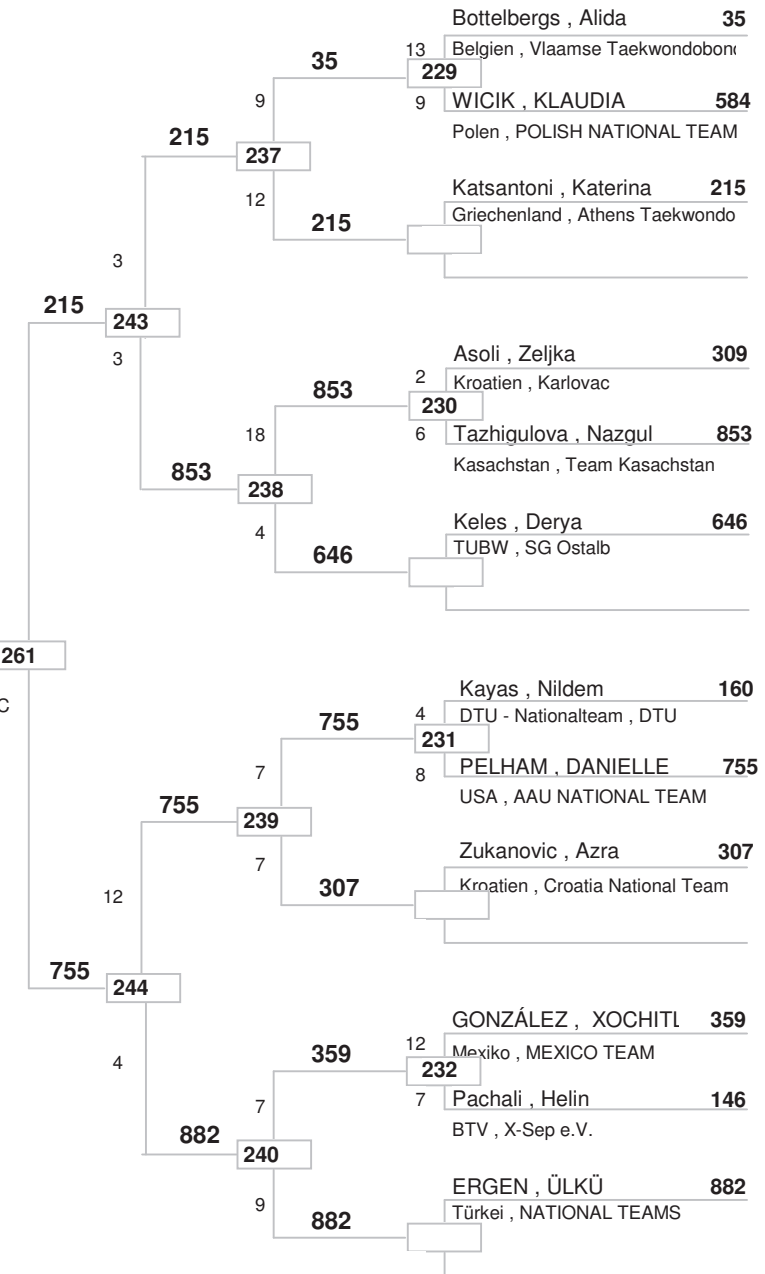 Bottelbergs , Alida 35
35
13 Belgien , Vlaamse Taekwondobond
229
9 9 WICIK , KLAUDIA 584
215
Polen , POLISH NATIONAL TEAM
237
Katsantoni , Katerina 215
12
215
Griechenland , Athens Taekwondo
3
215
243
3
Asoli , Zeljka 309
2
853
Kroatien , Karlovac
230
18 6 Tazhigulova , Nazgul 853
853
Kasachstan , Team Kasachstan
238
Keles , Derya 646
4
646
TUBW , SG Ostalb
261
Kayas , Nildem 160
C
4
755
DTU - Nationalteam , DTU
231
7 8 PELHAM , DANIELLE 755
755
USA , AAU NATIONAL TEAM
239
Zukanovic , Azra 307
7
307
Kroatien , Croatia National Team
12
755
244
GONZÁLEZ , XOCHITL 359
12
359
Mexiko , MEXICO TEAM
4
232
7 7 Pachali , Helin 146
882
BTV , X-Sep e.V.
240
ERGEN , ÜLKÜ 882
9
882
Türkei , NATIONAL TEAMS